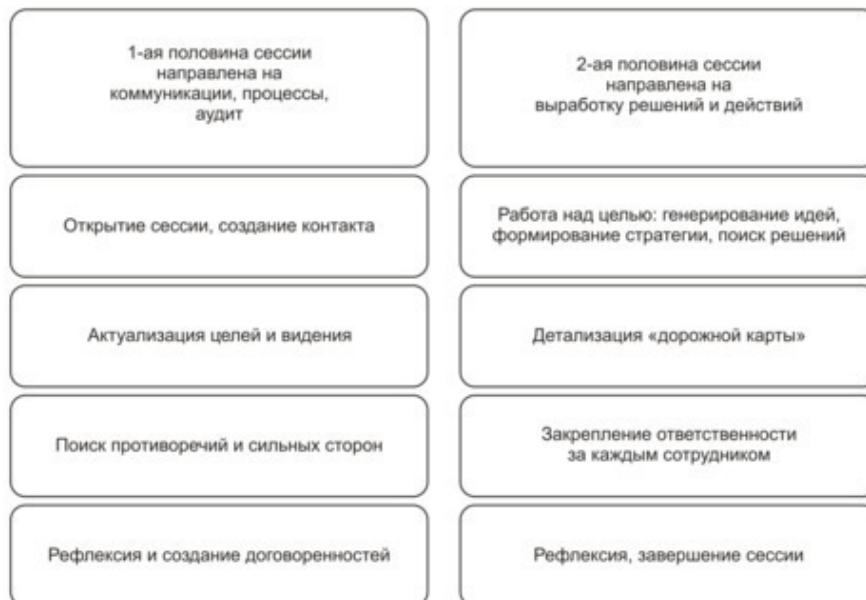 1-ая половина сессии
направлена на
коммуникации, процессы,
аудит
2-ая половина сессии
направлена на
выработку решений и действий
Открытие сессии, создание контакта
Работа над целью: генерирование идей,
формирование стратегии, поиск решений
Актуализация целей и видения
Детализация «дорожной карты»
Поиск противоречий и сильных сторон
Закрепление ответственности
за каждым сотрудником
Рефлексия и создание договоренностей
Рефлексия, завершение сессии